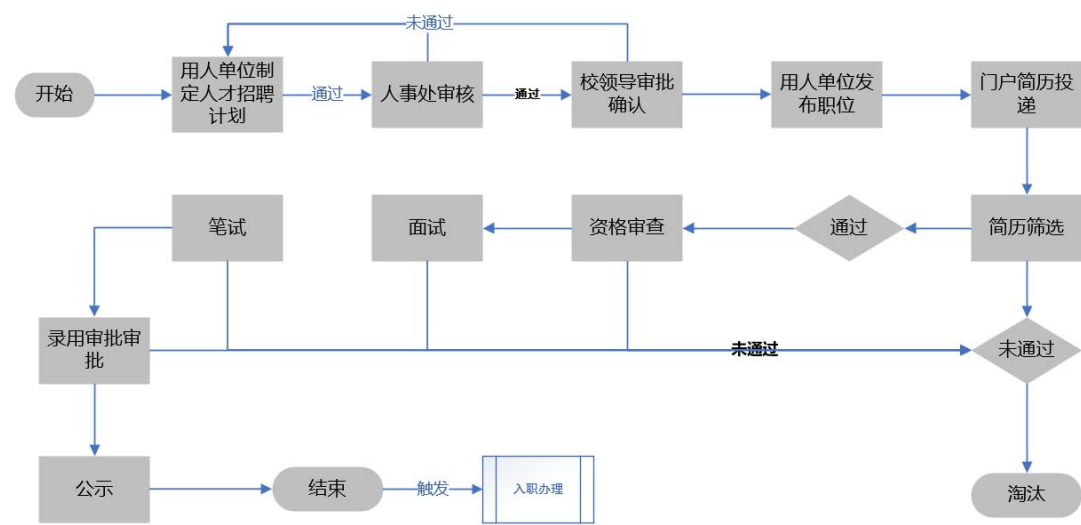 未通过
开始
用人单位制
定人才招聘
计划
通过
人事处审核
通过
校领导审批
确认
用人单位发
布职位
门户简历投
递
笔试
面试
资格审查
通过
简历筛选
录用审批审
批
未通过
未通过
公示
结束
触发
入职办理
淘汰